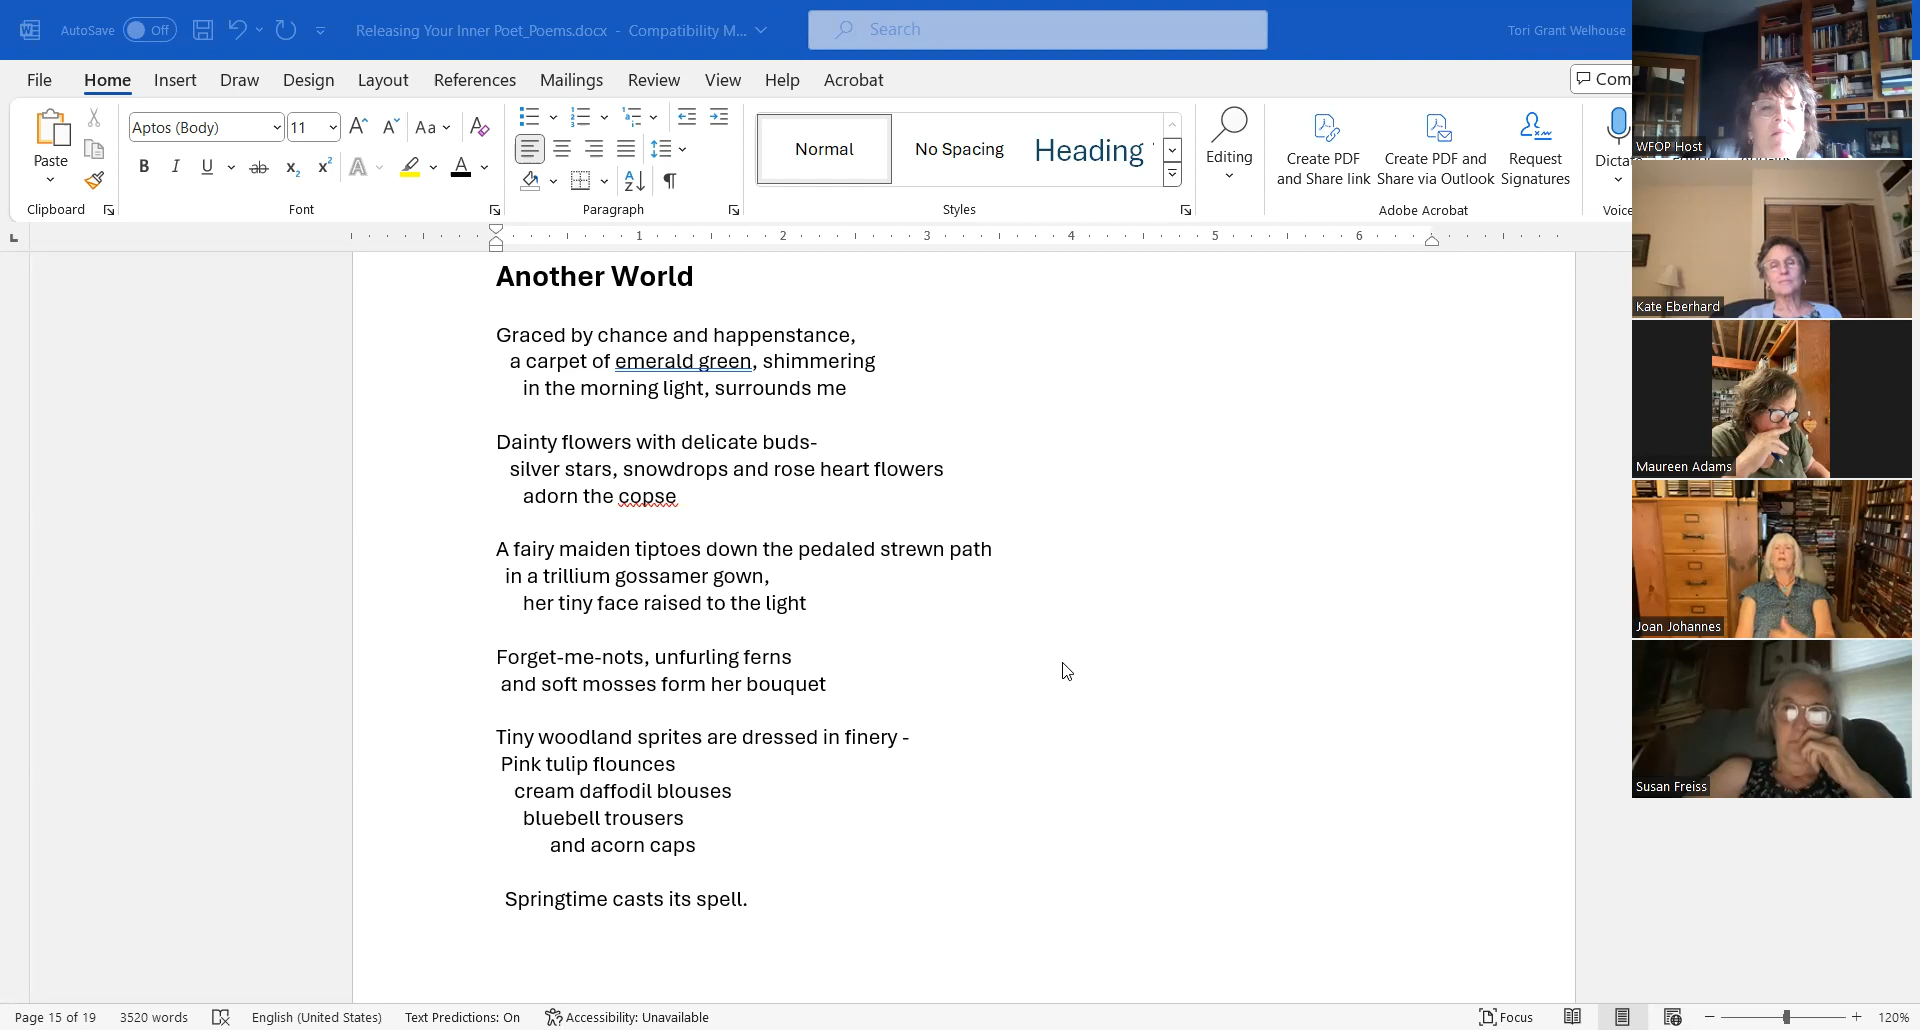 AutoSave Off Releasing Your Inner Poet_Poems.docx - Compatibility M... Search Tori Grant Welhouse
File Home Insert Draw Design Layout References Mailings Review View Help Acrobat Com
Paste
Clipboard
Aptos (Body) 11
Font
Paragraph
Normal No Spacing Heading
Styles
Editing
Create PDF and Share link
Create PDF and Share via Outlook
Request Signatures
Adobe Acrobat
Dictat
Voice
1 2 3 4 5 6
Another World
Graced by chance and happenstance,
a carpet of emerald green, shimmering
in the morning light, surrounds me
Dainty flowers with delicate buds-
silver stars, snowdrops and rose heart flowers
adorn the copse
A fairy maiden tiptoes down the pedaled strewn path
in a trillium gossamer gown,
her tiny face raised to the light
Forget-me-nots, unfurling ferns
and soft mosses form her bouquet
Tiny woodland sprites are dressed in finery -
Pink tulip flounces
cream daffodil blouses
bluebell trousers
and acorn caps
Springtime casts its spell.
WFOP Host
Kate Eberhard
Maureen Adams
Joan Johannes
Susan Freiss
Page 15 of 19 3520 words English (United States) Text Predictions: On Accessibility: Unavailable Focus 120%